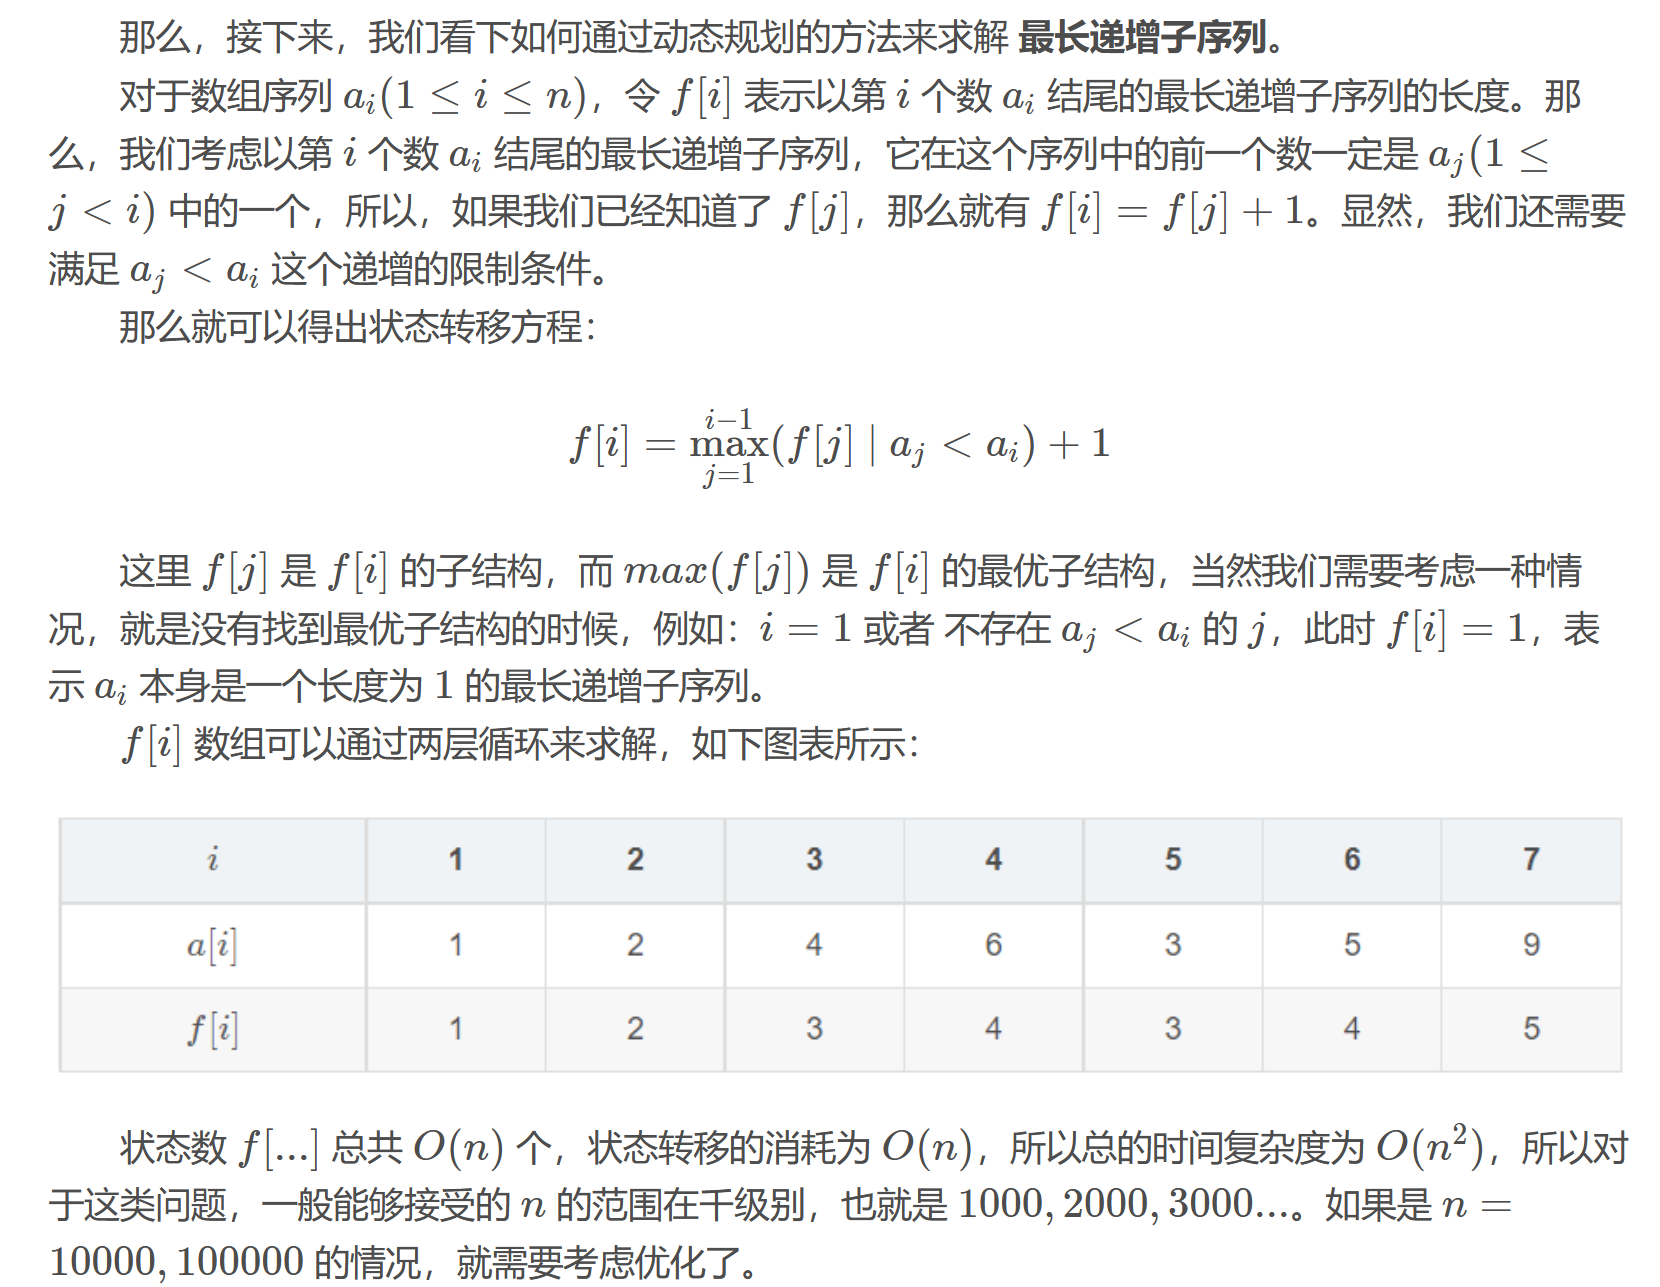 那么，接下来，我们看下如何通过动态规划的方法来求解 最长递增子序列。
对于数组序列 aᵢ(1 ≤ i ≤ n)，令 f[i] 表示以第 i 个数 aᵢ 结尾的最长递增子序列的长度。那
么，我们考虑以第 i 个数 aᵢ 结尾的最长递增子序列，它在这个序列中的前一个数一定是 aⱼ(1 ≤
j < i) 中的一个，所以，如果我们已经知道了 f[j]，那么就有 f[i] = f[j] + 1。显然，我们还需要
满足 aⱼ < aᵢ 这个递增的限制条件。
那么就可以得出状态转移方程：
f[i] = max_{j=1}^{i−1}(f[j] | aⱼ < aᵢ) + 1
这里 f[j] 是 f[i] 的子结构，而 max(f[j]) 是 f[i] 的最优子结构，当然我们需要考虑一种情
况，就是没有找到最优子结构的时候，例如：i = 1 或者 不存在 aⱼ < aᵢ 的 j，此时 f[i] = 1，表
示 aᵢ 本身是一个长度为 1 的最长递增子序列。
f[i] 数组可以通过两层循环来求解，如下图表所示：
i 1 2 3 4 5 6 7
a[i] 1 2 4 6 3 5 9
f[i] 1 2 3 4 3 4 5
状态数 f[...] 总共 O(n) 个，状态转移的消耗为 O(n)，所以总的时间复杂度为 O(n²)，所以对
于这类问题，一般能够接受的 n 的范围在千级别，也就是 1000, 2000, 3000...。如果是 n =
10000, 100000 的情况，就需要考虑优化了。